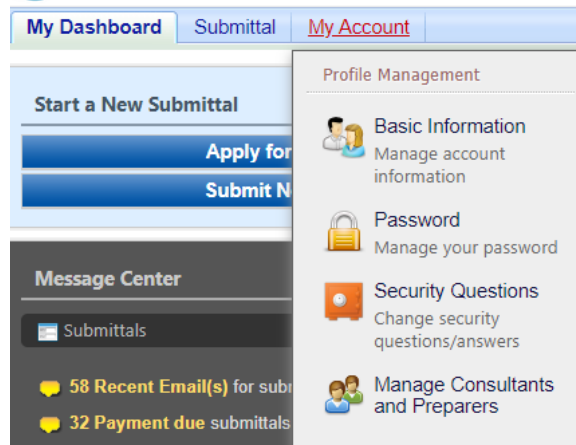 My Dashboard Submittal My Account
Start a New Submittal
Apply for
Submit N
Message Center
Submittals
58 Recent Email(s) for sub
32 Payment due submittals
Profile Management
Basic Information
Manage account
information
Password
Manage your password
Security Questions
Change security
questions/answers
Manage Consultants
and Preparers